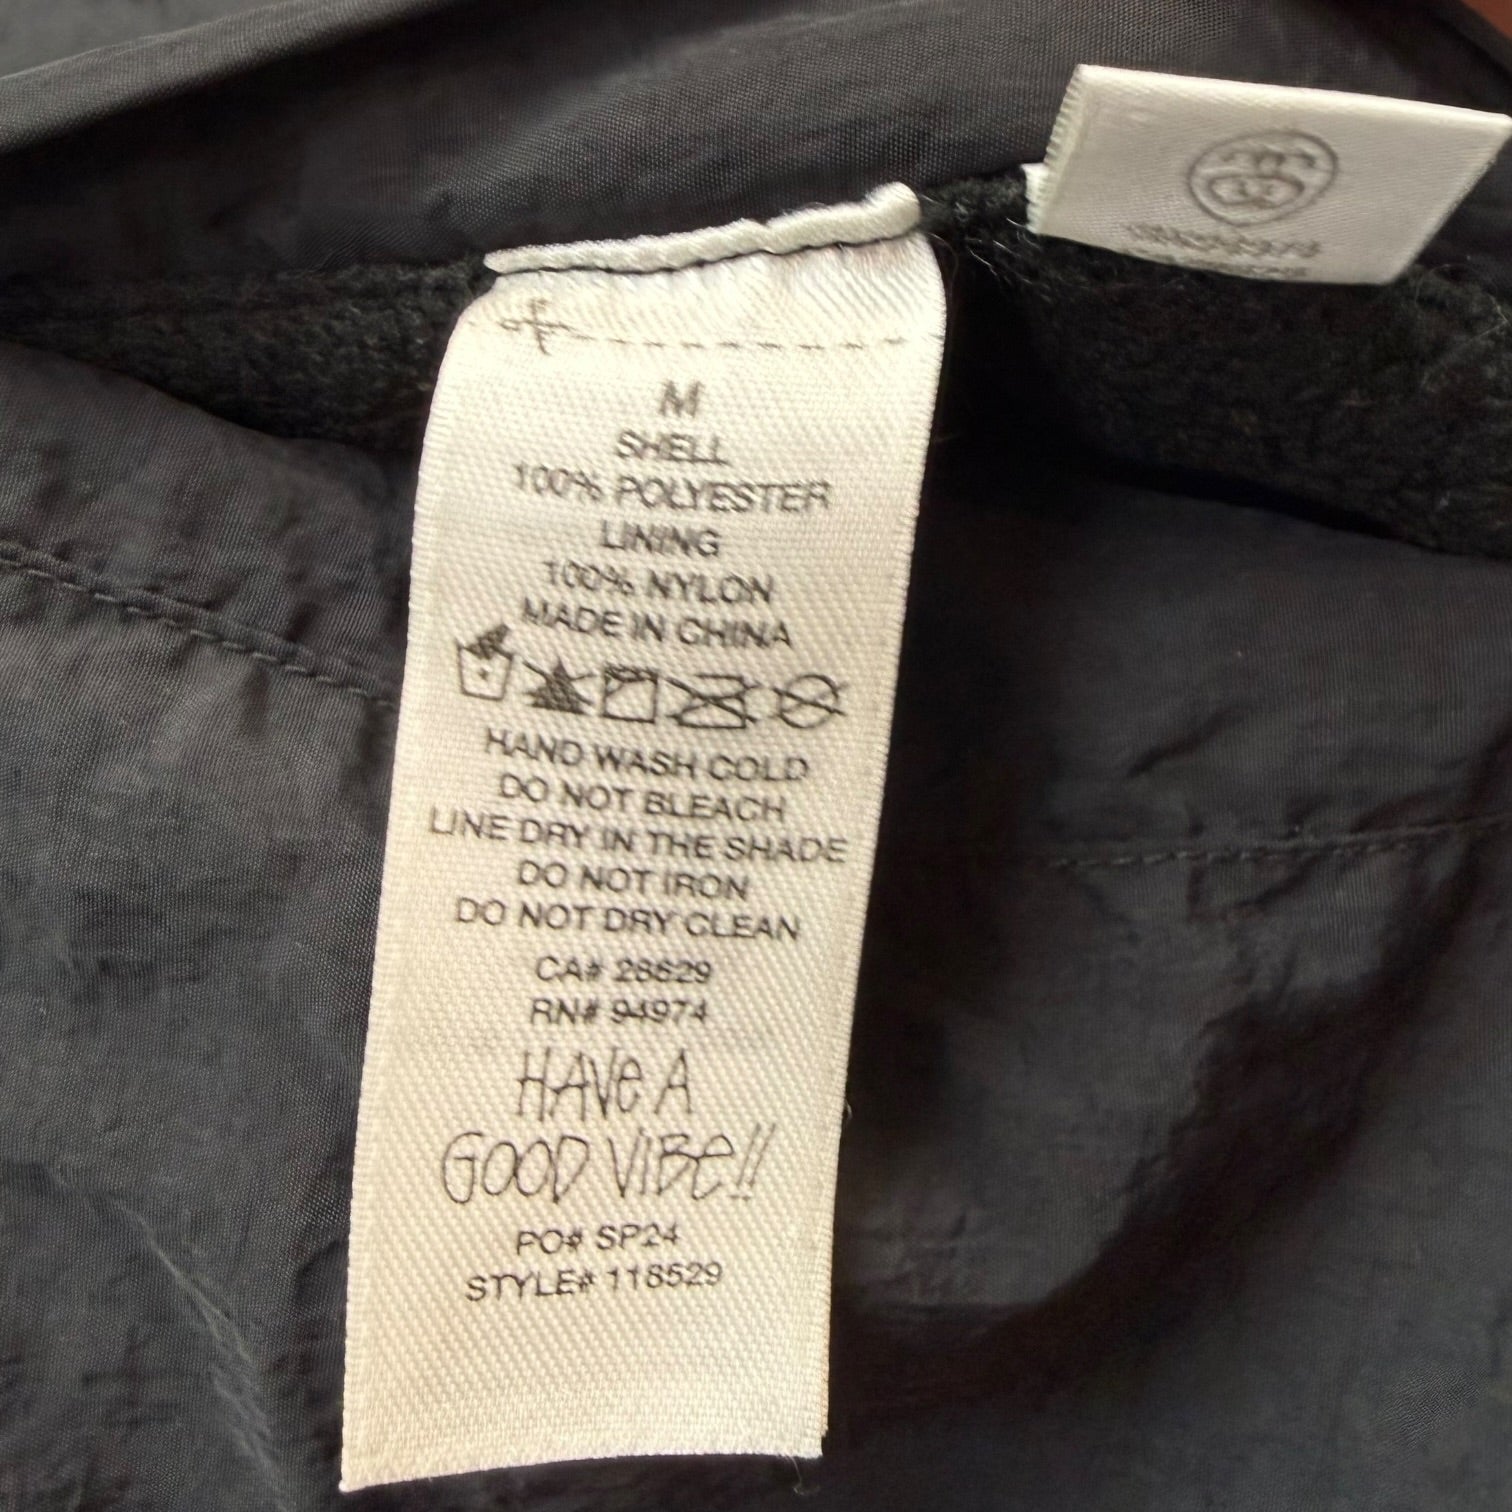 M
SHELL
100% POLYESTER
LINING
100% NYLON
MADE IN CHINA
HAND WASH COLD
DO NOT BLEACH
LINE DRY IN THE SHADE
DO NOT IRON
DO NOT DRY CLEAN
CA# 28629
RN# 94974
HAVE A
GOOD VIBE!!
PO# SP24
STYLE# 118529